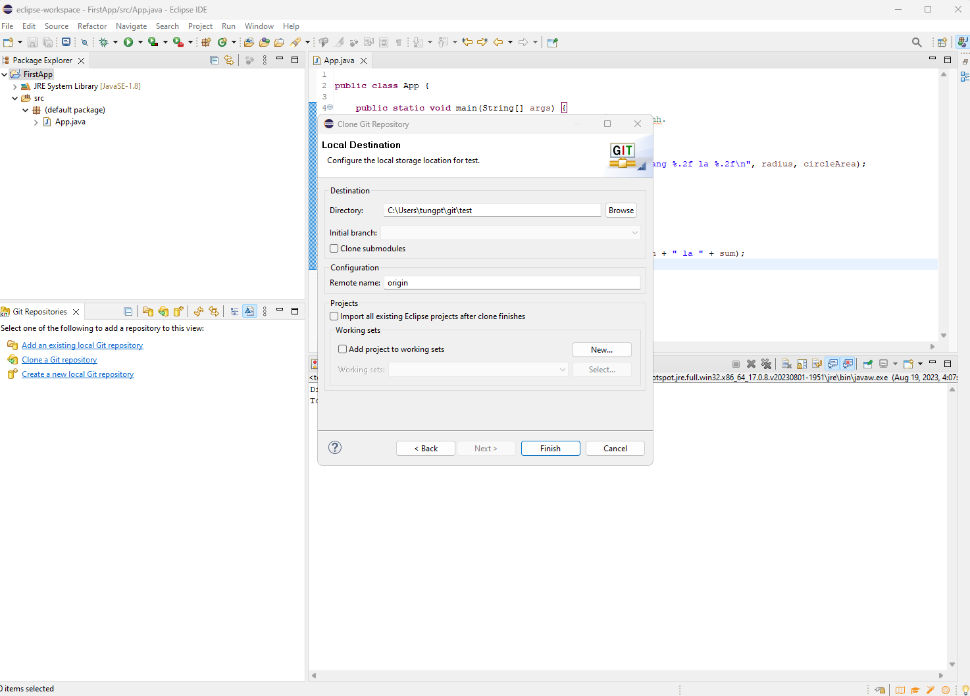 eclipse-workspace - FirstApp/src/App.java - Eclipse IDE
File Edit Source Refactor Navigate Search Project Run Window Help
Package Explorer
FirstApp
JRE System Library [JavaSE-1.8]
src
(default package)
App.java
App.java
1
2 public class App {
3
4 public static void main(String[] args) {
nh.
ang %.2f la %.2f\n", radius, circleArea);
n + " la " + sum);
Clone Git Repository
Local Destination
Configure the local storage location for test.
GIT
Destination
Directory: C:\Users\tungpt\git\test Browse
Initial branch:
Clone submodules
Configuration
Remote name: origin
Projects
Import all existing Eclipse projects after clone finishes
Working sets
Add project to working sets New...
Working sets: Select...
< Back Next > Finish Cancel
Git Repositories
Select one of the following to add a repository to this view:
Add an existing local Git repository
Clone a Git repository
Create a new local Git repository
otspot.jre.full.win32.x86_64_17.0.8.v20230801-1951\jre\bin\javaw.exe (Aug 19, 2023, 4:07:
0 items selected